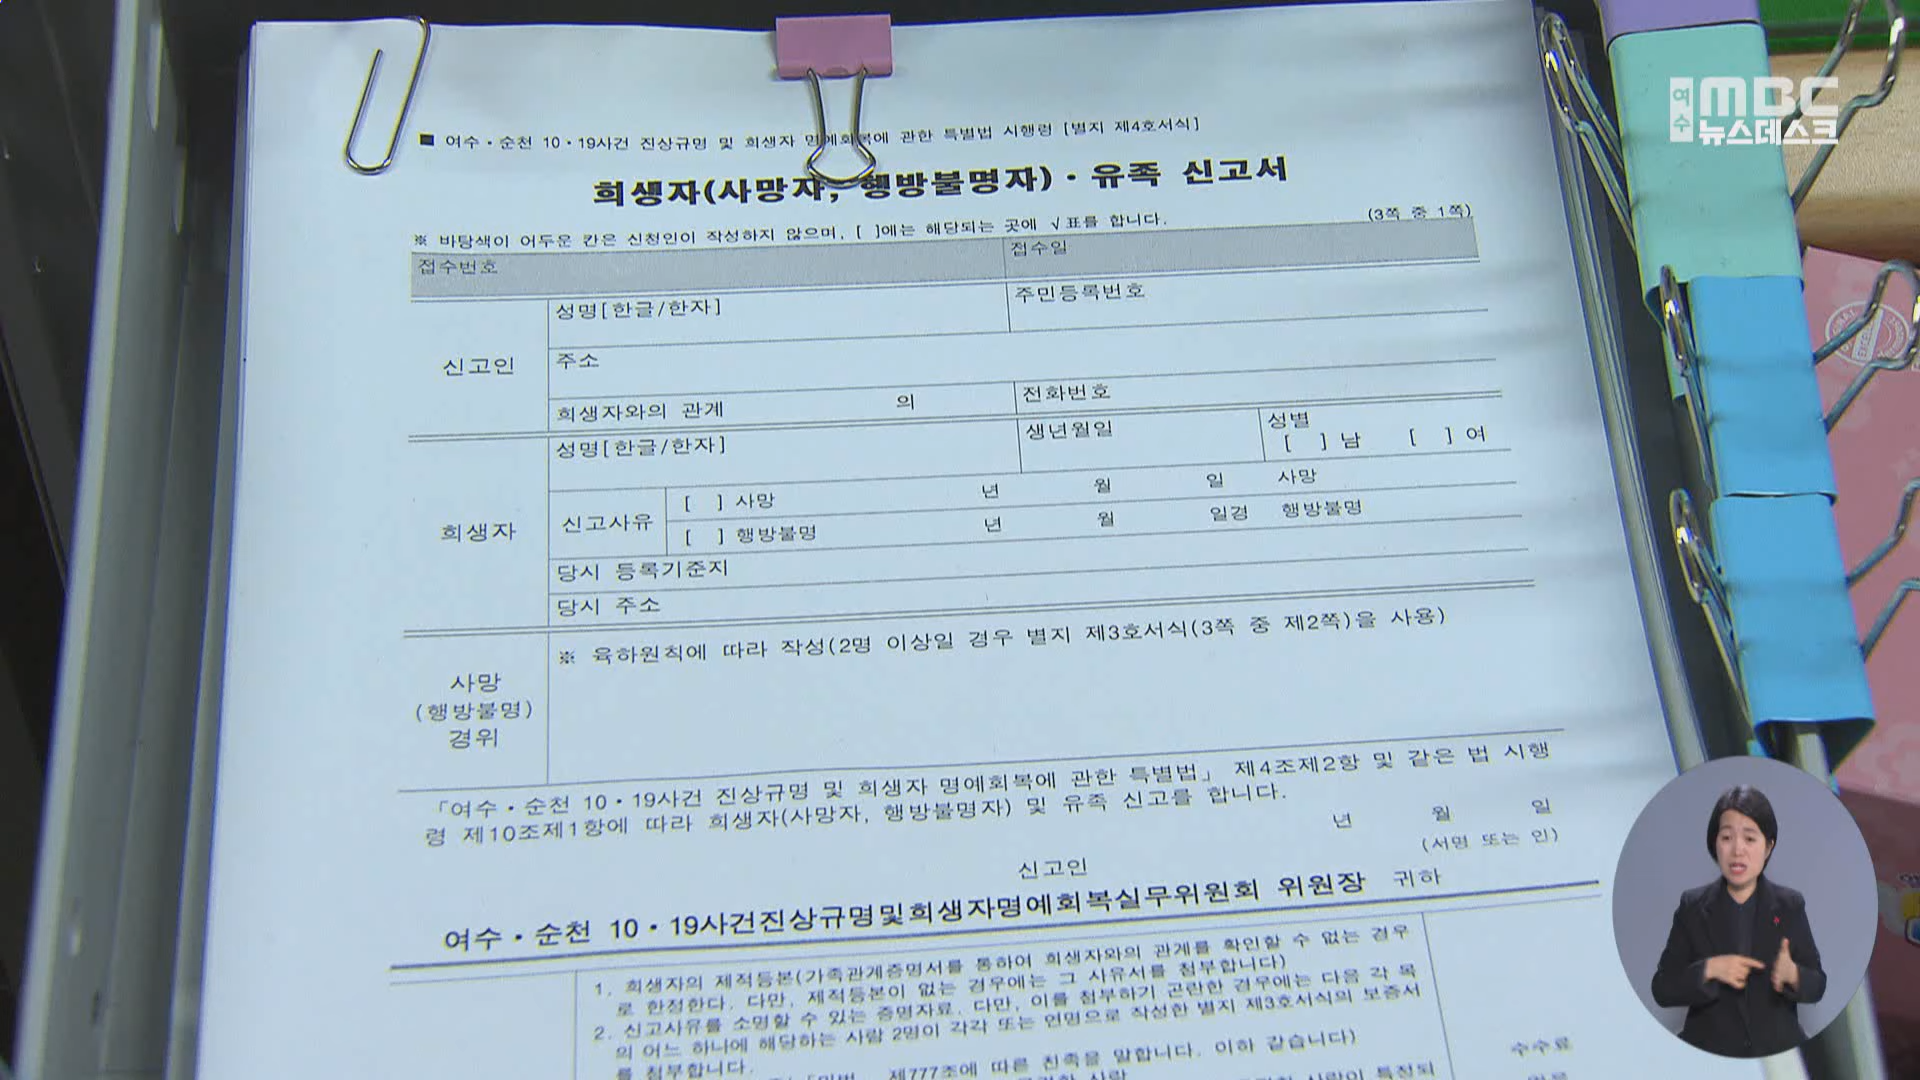 여수MBC
뉴스데스크
■ 여수·순천 10·19사건 진상규명 및 희생자 명예회복에 관한 특별법 시행령 [별지 제4호서식]
희생자(사망자, 행방불명자)·유족 신고서
(3쪽 중 1쪽)
※ 바탕색이 어두운 칸은 신청인이 작성하지 않으며, [ ]에는 해당되는 곳에 √표를 합니다.
접수번호 접수일
신고인
성명[한글/한자] 주민등록번호
주소
희생자와의 관계 의 전화번호
희생자
성명[한글/한자] 생년월일 성별
[ ] 남 [ ] 여
신고사유
[ ] 사망 년 월 일 사망
[ ] 행방불명 년 월 일경 행방불명
당시 등록기준지
당시 주소
사망
(행방불명)
경위
※ 육하원칙에 따라 작성(2명 이상일 경우 별지 제3호서식(3쪽 중 제2쪽)을 사용)
「여수·순천 10·19사건 진상규명 및 희생자 명예회복에 관한 특별법」 제4조제2항 및 같은 법 시행
령 제10조제1항에 따라 희생자(사망자, 행방불명자) 및 유족 신고를 합니다.
년 월 일
신고인 (서명 또는 인)
여수·순천 10·19사건진상규명및희생자명예회복실무위원회 위원장 귀하
1. 희생자의 제적등본(가족관계증명서를 통하여 희생자와의 관계를 확인할 수 없는 경우
로 한정한다. 다만, 제적등본이 없는 경우에는 그 사유서를 첨부합니다)
2. 신고사유를 소명할 수 있는 증명자료. 다만, 이를 첨부하기 곤란한 경우에는 다음 각 목
의 어느 하나에 해당하는 사람 2명이 각각 또는 연명으로 작성한 별지 제3호서식의 보증서
를 첨부합니다.
제777조에 따른 친족을 말합니다. 이하 같습니다)
수수료